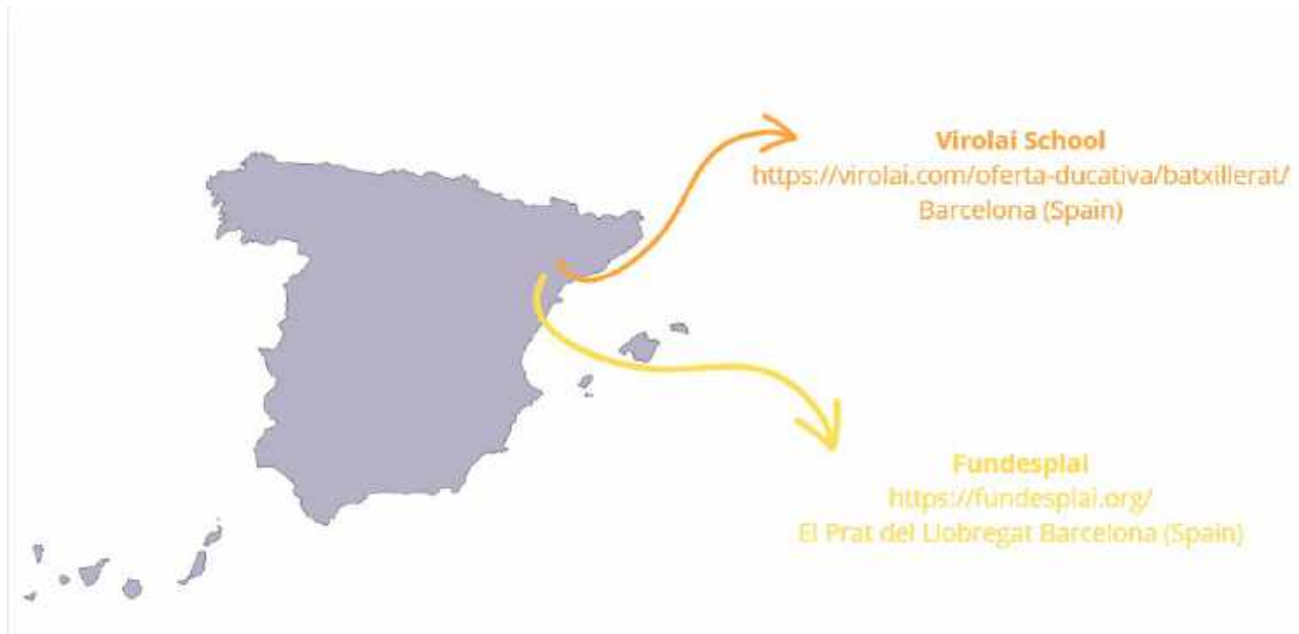 Virolai School
https://virolai.com/oferta-ducativa/batxillerat/
Barcelona (Spain)
Fundesplai
https://fundesplai.org/
El Prat del Llobregat Barcelona (Spain)